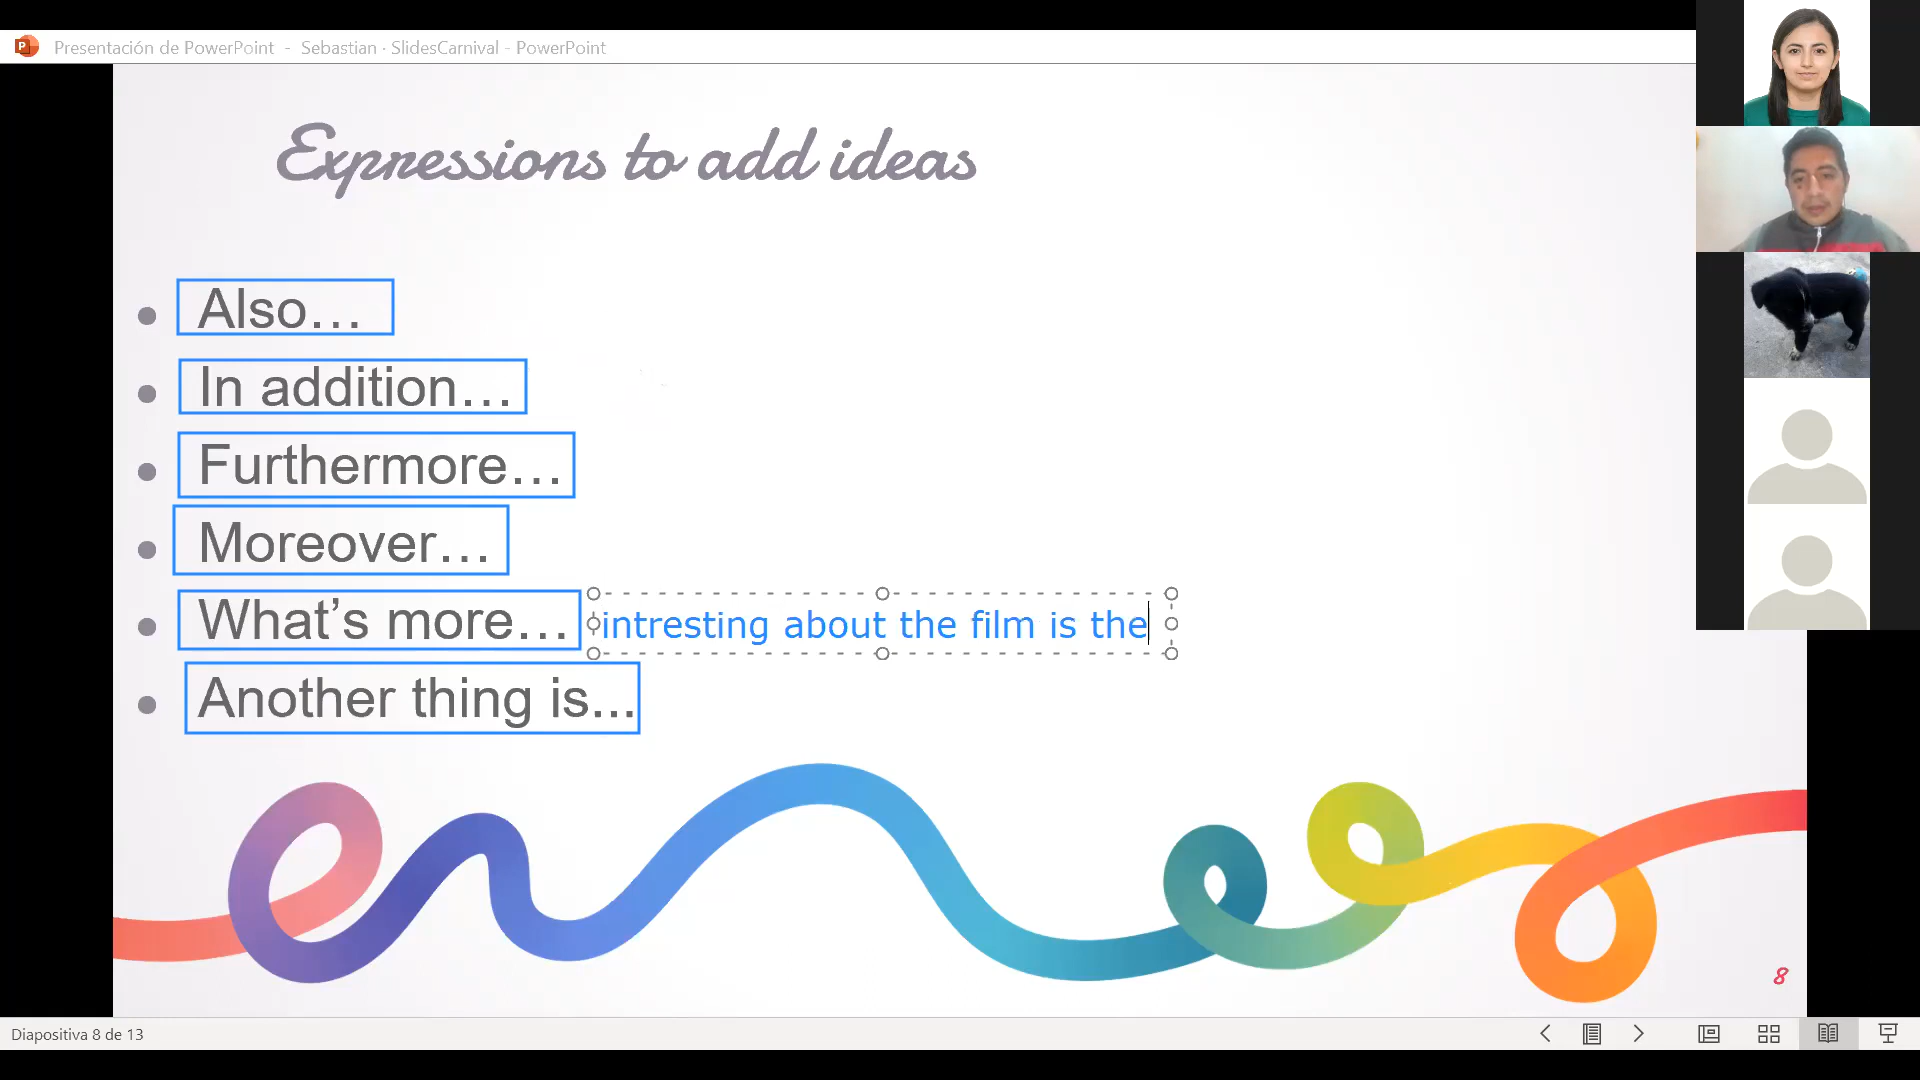 Presentación de PowerPoint - Sebastian · SlidesCarnival - PowerPoint
Expressions to add ideas
Also…
In addition…
Furthermore…
Moreover…
What’s more… intresting about the film is the
Another thing is...
8
Diapositiva 8 de 13